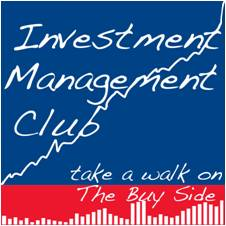 Investment
Management
Club
take a walk on
The Buy Side